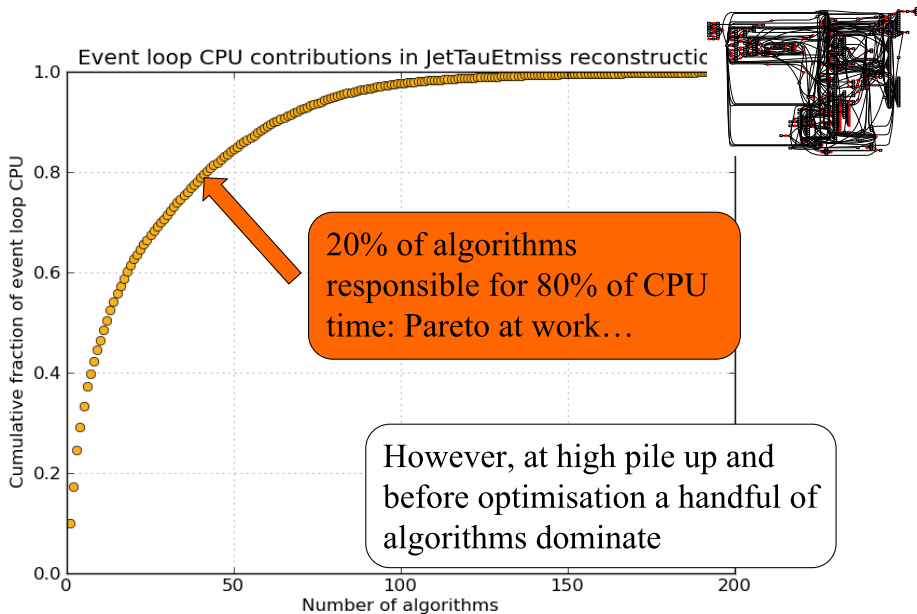 Event loop CPU contributions in JetTauEtmiss reconstructio
1.0
0.8
0.6
0.4
0.2
0.0
Cumulative fraction of event loop CPU
20% of algorithms
responsible for 80% of CPU
time: Pareto at work…
However, at high pile up and
before optimisation a handful of
algorithms dominate
0
50
100
150
200
Number of algorithms